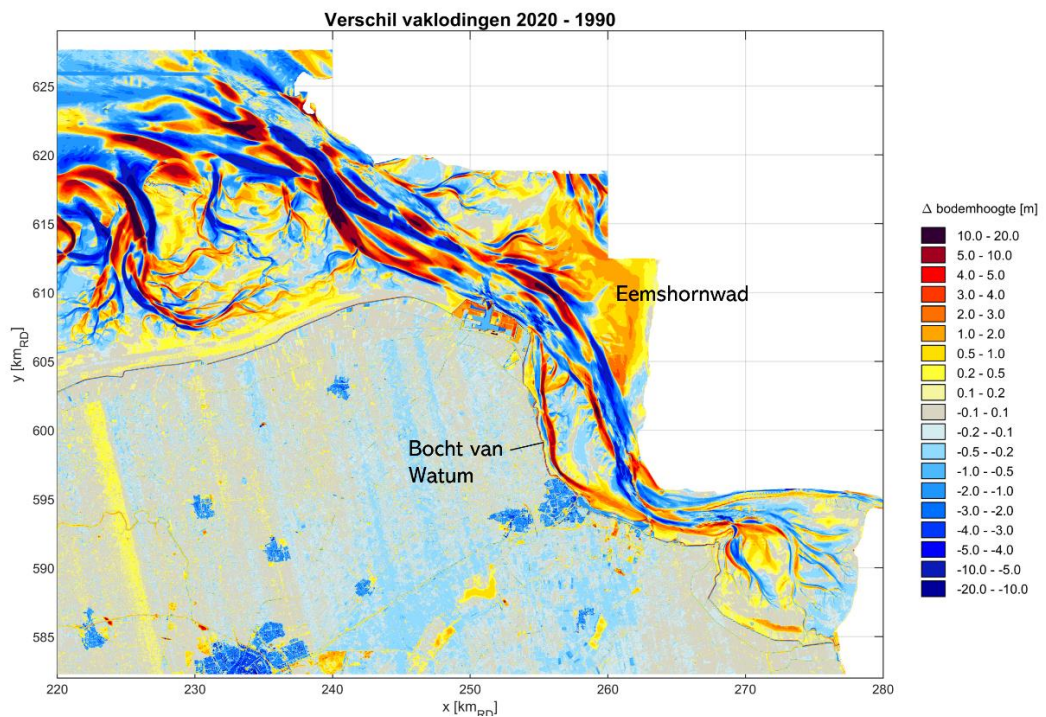 Verschil vaklodingen 2020 - 1990
625
620
615
610
605
600
595
590
585
y [km RD]
220
230
240
250
260
270
280
x [km RD]
Eemshornwad
Bocht van
Watum
Δ bodemhoogte [m]
10.0 - 20.0
5.0 - 10.0
4.0 - 5.0
3.0 - 4.0
2.0 - 3.0
1.0 - 2.0
0.5 - 1.0
0.2 - 0.5
0.1 - 0.2
-0.1 - 0.1
-0.2 - -0.1
-0.5 - -0.2
-1.0 - -0.5
-2.0 - -1.0
-3.0 - -2.0
-4.0 - -3.0
-5.0 - -4.0
-10.0 - -5.0
-20.0 - -10.0